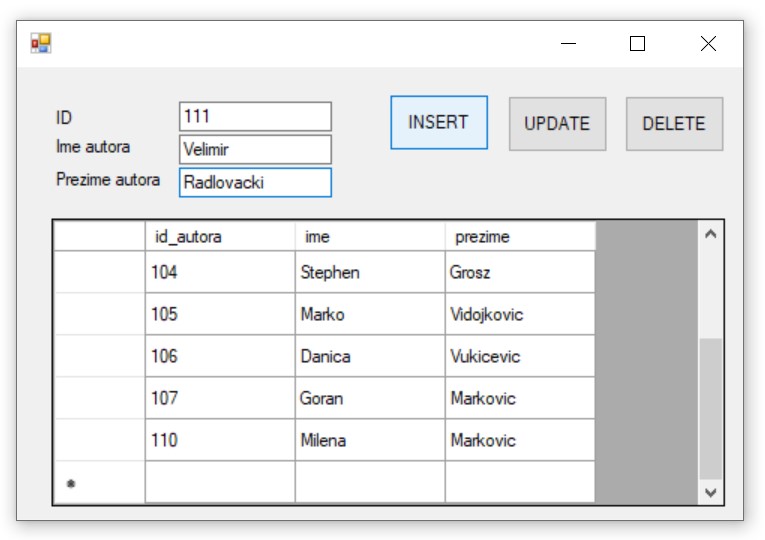 ID 111 INSERT UPDATE DELETE
Ime autora Velimir
Prezime autora Radlovacki
id_autora ime prezime
104 Stephen Grosz
105 Marko Vidojkovic
106 Danica Vukicevic
107 Goran Markovic
110 Milena Markovic
*